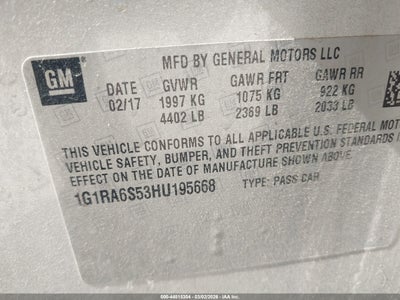 GM
MFD BY GENERAL MOTORS LLC
DATE GVWR GAWR FRT GAWR RR
02/17 1997 KG 1075 KG 922 KG
4402 LB 2369 LB 2033 LB
THIS VEHICLE CONFORMS TO ALL APPLICABLE U.S. FEDERAL MOT
VEHICLE SAFETY, BUMPER, AND THEFT PREVENTION STANDARDS I
EFFECT ON THE DATE OF MANUFACTURE SHOWN ABOVE.
1G1RA6S53HU195668
TYPE: PASS CAR